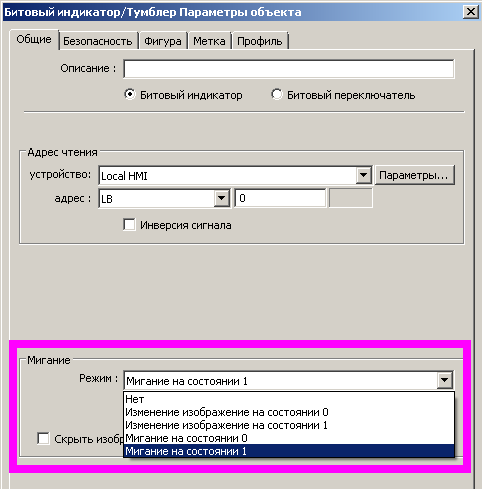 Битовый индикатор/Тумблер Параметры объекта
Общие Безопасность Фигура Метка Профиль
Описание :
Битовый индикатор Битовый переключатель
Адрес чтения
устройство: Local HMI Параметры...
адрес : LB 0
Инверсия сигнала
Мигание
Режим : Мигание на состоянии 1
Нет
Изменение изображение на состоянии 0
Изменение изображение на состоянии 1
Мигание на состоянии 0
Скрыть Мигание на состоянии 1